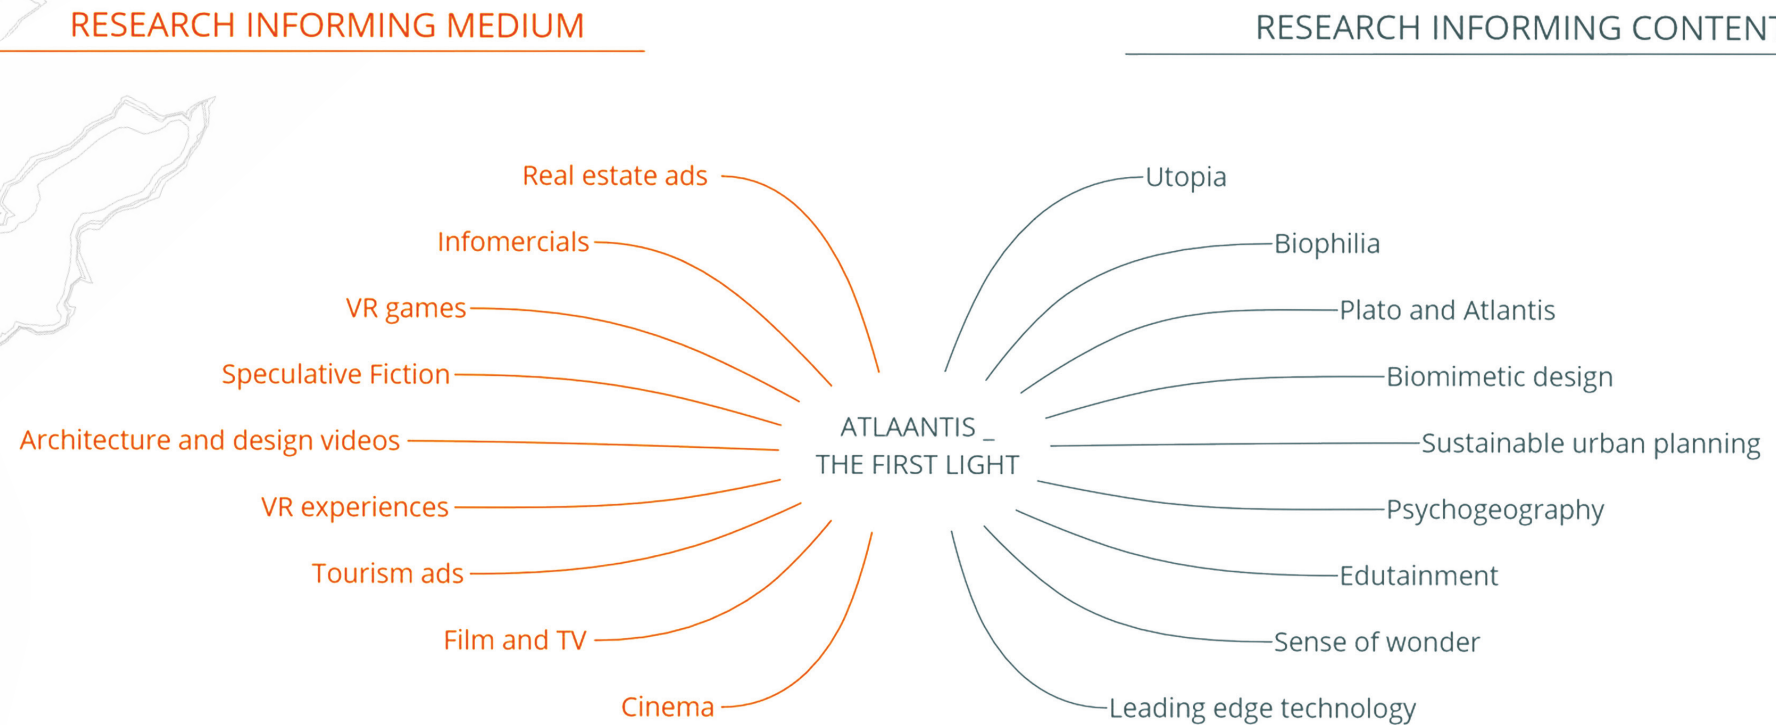 RESEARCH INFORMING MEDIUM
RESEARCH INFORMING CONTENT
Real estate ads
Infomercials
VR games
Speculative Fiction
Architecture and design videos
VR experiences
Tourism ads
Film and TV
Cinema
ATLAANTIS _
THE FIRST LIGHT
Utopia
Biophilia
Plato and Atlantis
Biomimetic design
Sustainable urban planning
Psychogeography
Edutainment
Sense of wonder
Leading edge technology